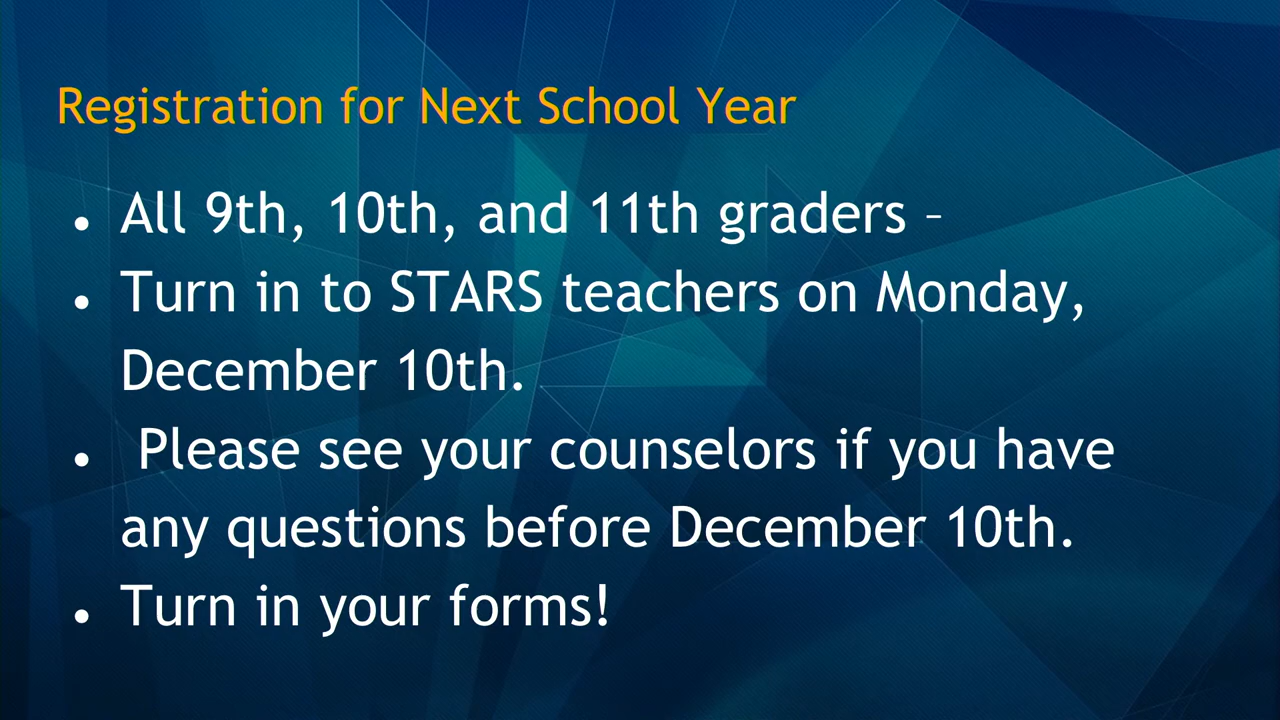 Registration for Next School Year
• All 9th, 10th, and 11th graders –
• Turn in to STARS teachers on Monday,
December 10th.
• Please see your counselors if you have
any questions before December 10th.
• Turn in your forms!